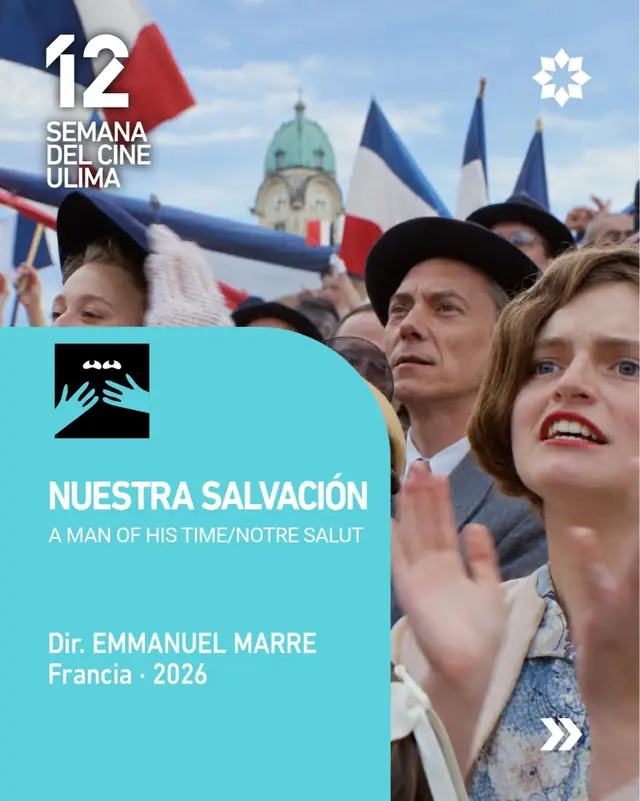 12
SEMANA
DEL CINE
ULIMA
NUESTRA SALVACIÓN
A MAN OF HIS TIME/NOTRE SALUT
Dir. EMMANUEL MARRE
Francia · 2026